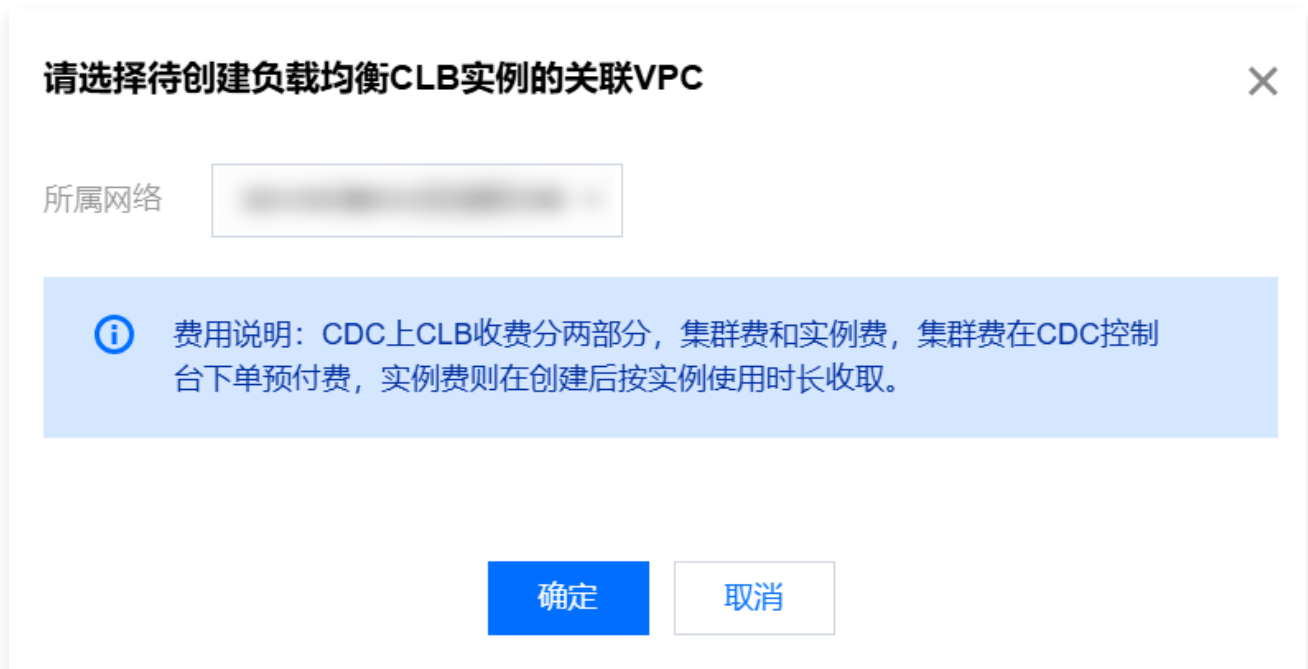 请选择待创建负载均衡CLB实例的关联VPC
所属网络
费用说明：CDC上CLB收费分两部分，集群费和实例费，集群费在CDC控制
台下单预付费，实例费则在创建后按实例使用时长收取。
确定
取消